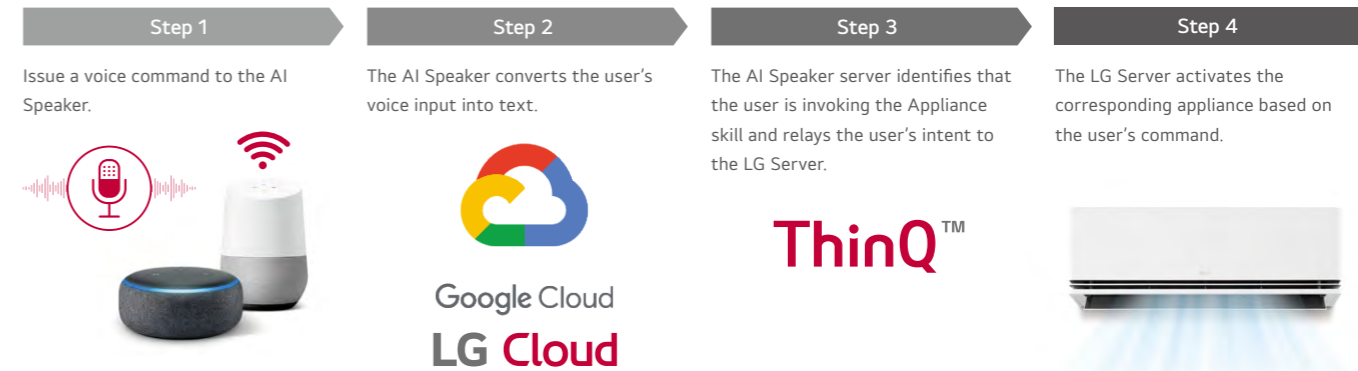 Step 1
Issue a voice command to the AI
Speaker.
Step 2
The AI Speaker converts the user's
voice input into text.
Google Cloud
LG Cloud
Step 3
The AI Speaker server identifies that
the user is invoking the Appliance
skill and relays the user's intent to
the LG Server.
ThinQ™
Step 4
The LG Server activates the
corresponding appliance based on
the user's command.